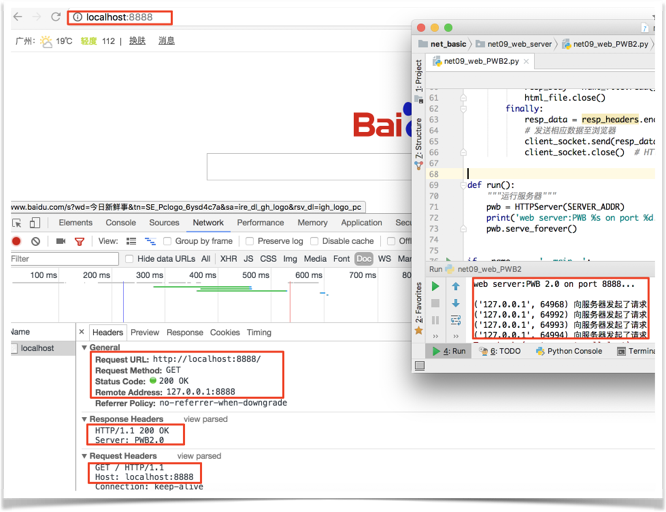 localhost:8888
广州: 19℃ 轻度 112 | 换肤 消息
Bai
www.baidu.com/s?wd=今日新鲜事&tn=SE_Pclogo_6ysd4c7a&sa=ire_dl_gh_logo&rsv_dl=igh_logo_pc
Elements Console Sources Network Performance Memory Application Securit
View: Group by frame Preserve log Disable cache Offl
Filter Hide data URLs All XHR JS CSS Img Media Font Doc WS Man
100 ms 200 ms 300 ms 400 ms 500 ms 600 ms
Name
localhost
× Headers Preview Response Cookies Timing
General
Request URL: http://localhost:8888/
Request Method: GET
Status Code: 200 OK
Remote Address: 127.0.0.1:8888
Referrer Policy: no-referrer-when-downgrade
Response Headers view parsed
HTTP/1.1 200 OK
Server: PWB2.0
Request Headers view parsed
GET / HTTP/1.1
Host: localhost:8888
Connection: keep-alive
net09_web_PWB
net_basic net09_web_server net09_web_PWB2.py
net09_web_PWB2.py
1: Project
Z: Structure
2: Favorites
61 html_file.close()
62 finally:
63 resp_data = resp_headers.enc
64 # 发送相应数据至浏览器
65 client_socket.send(resp_data
66 client_socket.close() # HT
67
68
69 def run():
70 """运行服务器"""
71 pwb = HTTPServer(SERVER_ADDR)
72 print('web server:PWB %s on port %d
73 pwb.serve_forever()
74
75
Run net09_web_PWB2
web server:PWB 2.0 on port 8888...
('127.0.0.1', 64968) 向服务器发起了请求
('127.0.0.1', 64992) 向服务器发起了请求
('127.0.0.1', 64993) 向服务器发起了请求
('127.0.0.1', 64994) 向服务器发起了请求
4: Run 6: TODO Python Console Termina